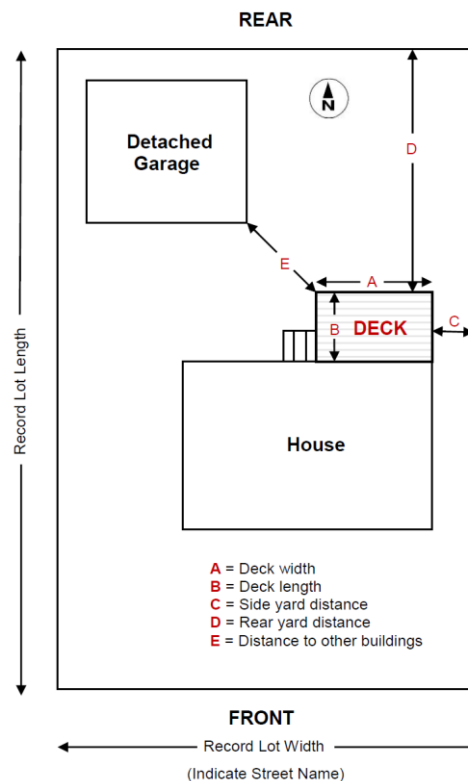 REAR
N
Detached
Garage
D
E
A
B
DECK
C
Record Lot Length
House
A = Deck width
B = Deck length
C = Side yard distance
D = Rear yard distance
E = Distance to other buildings
FRONT
Record Lot Width
(Indicate Street Name)